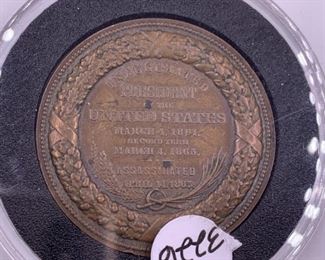 INAUGURATED
PRESIDENT
OF THE
UNITED STATES
MARCH 4, 1861.
SECOND TERM
MARCH 4, 1865.
ASSASSINATED
APRIL 14, 1865.